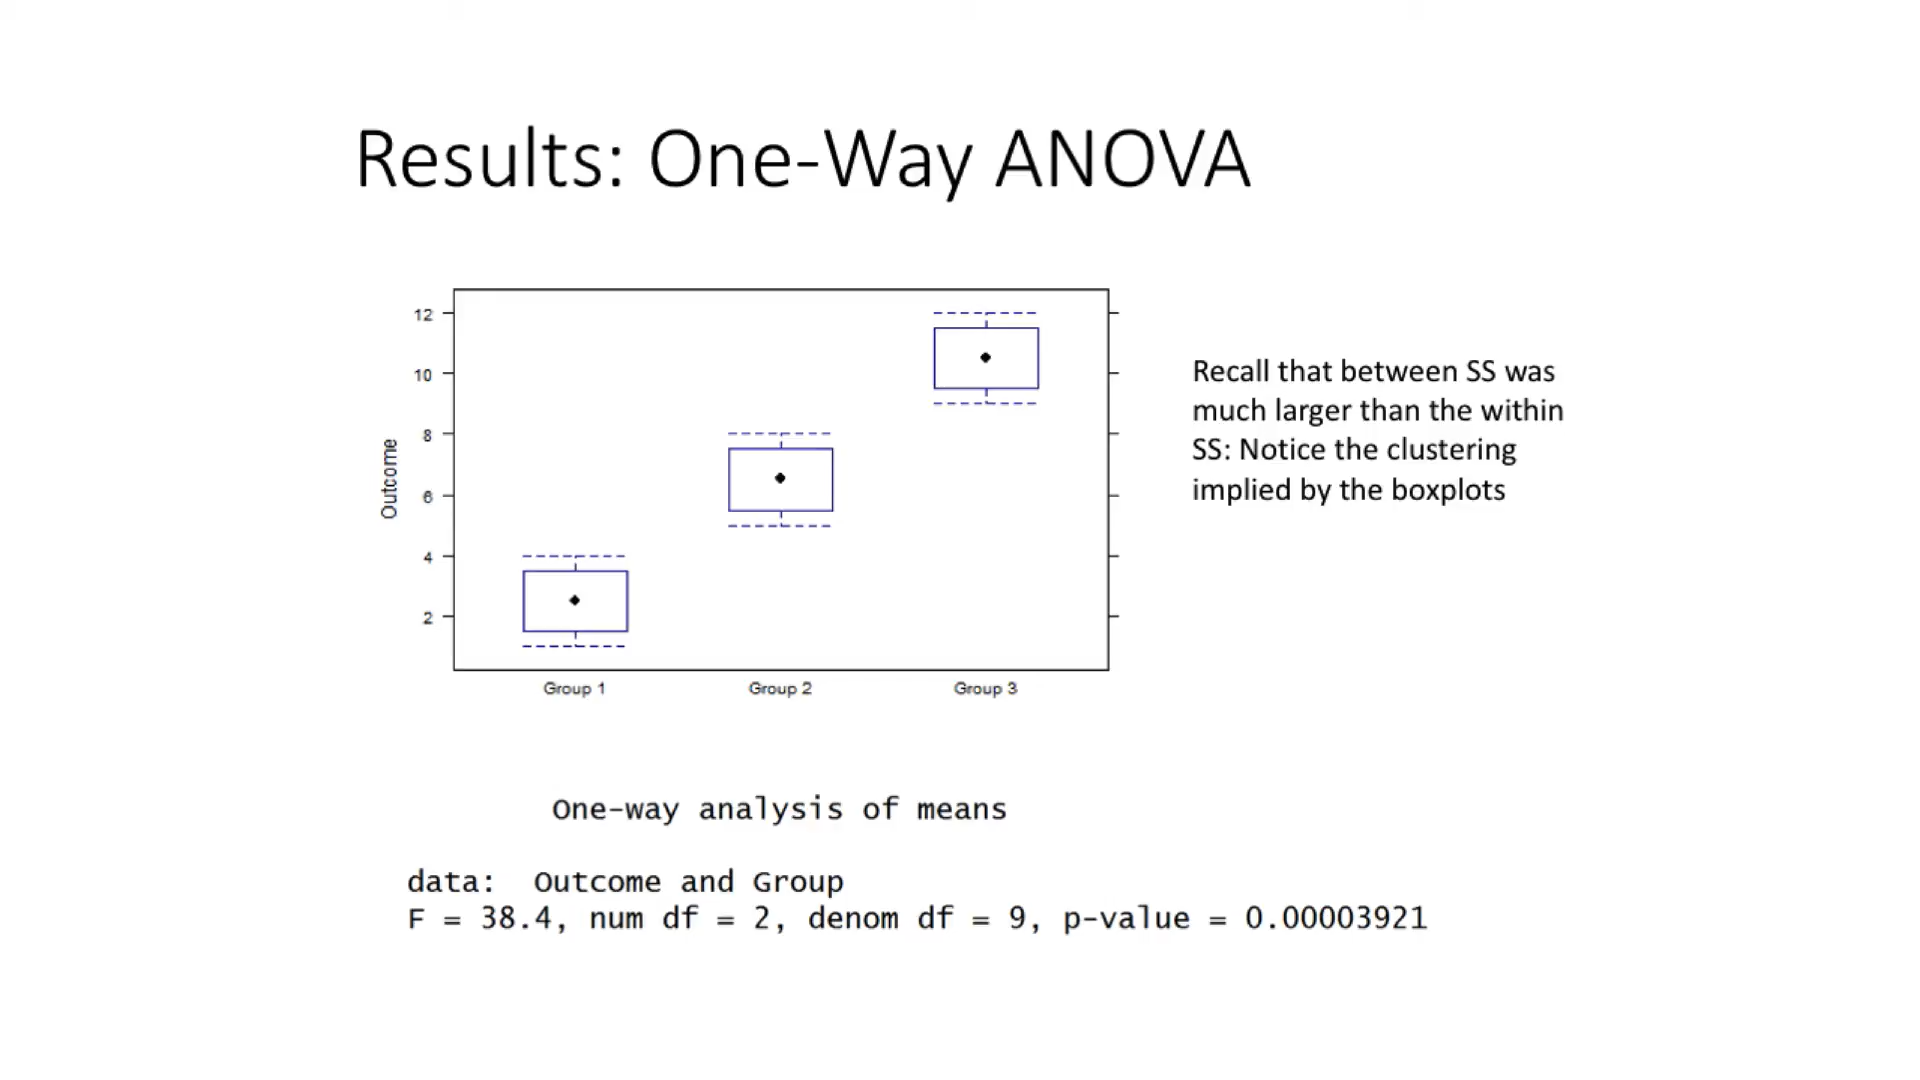 Results: One-Way ANOVA
12
10
8
6
4
2
Outcome
Group 1
Group 2
Group 3
Recall that between SS was
much larger than the within
SS: Notice the clustering
implied by the boxplots
One-way analysis of means
data:  Outcome and Group
F = 38.4, num df = 2, denom df = 9, p-value = 0.00003921